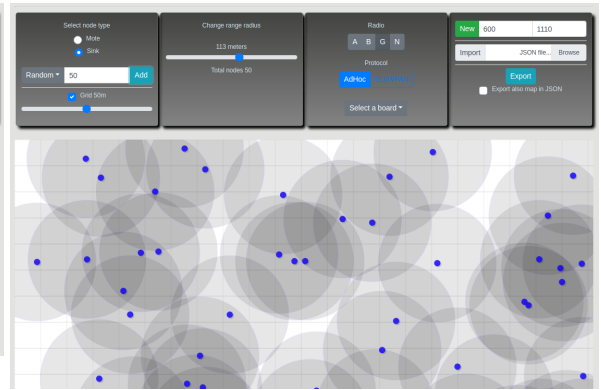 Select node type
Mote
Sink
Random 50 Add
Grid 50m
Change range radius
113 meters
Total nodes 50
Radio
A B G N
Protocol
AdHoc
Select a board
New 600 1110
Import JSON file... Browse
Export
Export also map in JSON